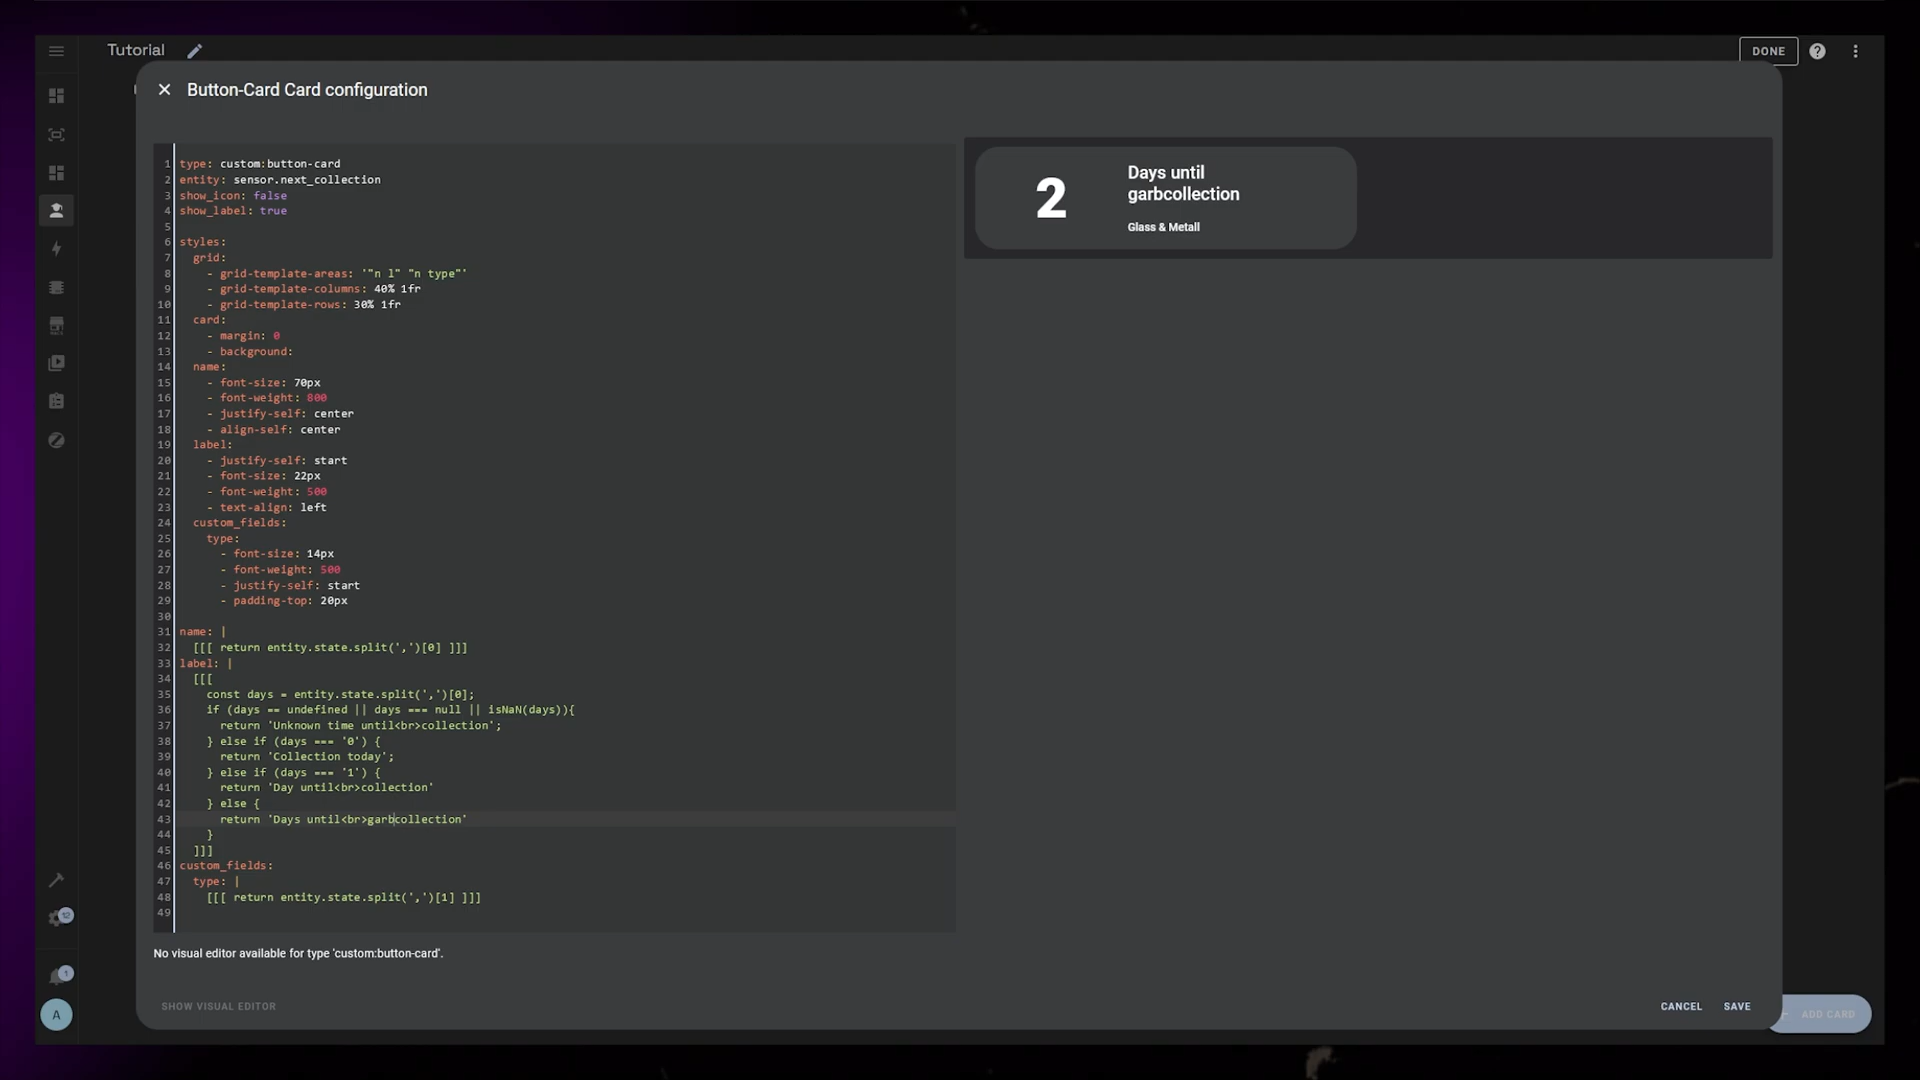 Tutorial
DONE
Button-Card Card configuration
1 type: custom:button-card
2 entity: sensor.next_collection
3 show_icon: false
4 show_label: true
5
6 styles:
7 grid:
8 - grid-template-areas: '"n l" "n type"'
9 - grid-template-columns: 40% 1fr
10 - grid-template-rows: 30% 1fr
11 card:
12 - margin: 0
13 - background:
14 name:
15 - font-size: 70px
16 - font-weight: 800
17 - justify-self: center
18 - align-self: center
19 label:
20 - justify-self: start
21 - font-size: 22px
22 - font-weight: 500
23 - text-align: left
24 custom_fields:
25 type:
26 - font-size: 14px
27 - font-weight: 500
28 - justify-self: start
29 - padding-top: 20px
30
31 name: |
32 [[[ return entity.state.split(',')[0] ]]]
33 label: |
34 [[[
35 const days = entity.state.split(',')[0];
36 if (days == undefined || days === null || isNaN(days)){
37 return 'Unknown time until<br>collection';
38 } else if (days === '0') {
39 return 'Collection today';
40 } else if (days === '1') {
41 return 'Day until<br>collection'
42 } else {
43 return 'Days until<br>garbcollection'
44 }
45 ]]]
46 custom_fields:
47 type: |
48 [[[ return entity.state.split(',')[1] ]]]
49
2
Days until
garbcollection
Glass & Metall
No visual editor available for type 'custom:button-card'.
SHOW VISUAL EDITOR
CANCEL
SAVE
ADD CARD
12
1
A